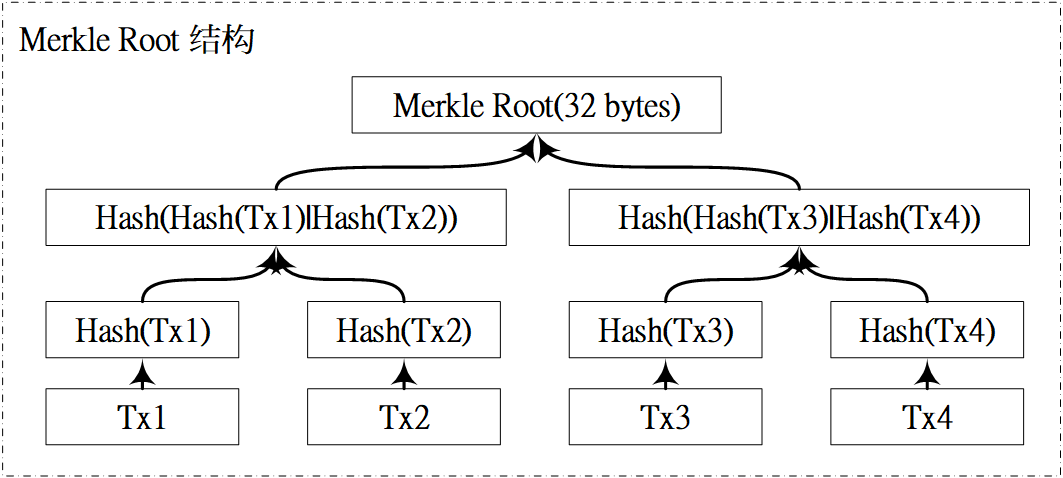 Merkle Root 结构
Merkle Root(32 bytes)
Hash(Hash(Tx1)|Hash(Tx2))
Hash(Hash(Tx3)|Hash(Tx4))
Hash(Tx1)
Hash(Tx2)
Hash(Tx3)
Hash(Tx4)
Tx1
Tx2
Tx3
Tx4